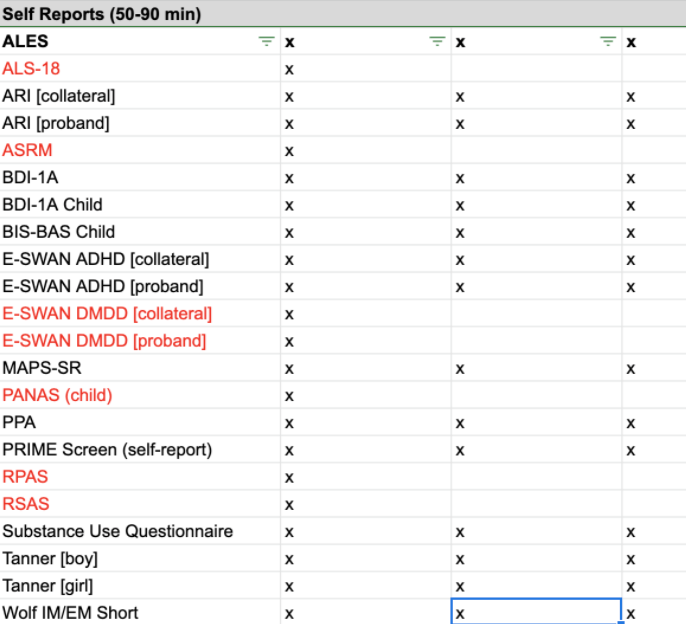 Self Reports (50-90 min)
ALES x x x
ALS-18 x
ARI [collateral] x x x
ARI [proband] x x x
ASRM x
BDI-1A x x x
BDI-1A Child x x x
BIS-BAS Child x x x
E-SWAN ADHD [collateral] x x x
E-SWAN ADHD [proband] x x x
E-SWAN DMDD [collateral] x
E-SWAN DMDD [proband] x
MAPS-SR x x x
PANAS (child) x
PPA x x x
PRIME Screen (self-report) x x x
RPAS x
RSAS x
Substance Use Questionnaire x x x
Tanner [boy] x x x
Tanner [girl] x x x
Wolf IM/EM Short x x x